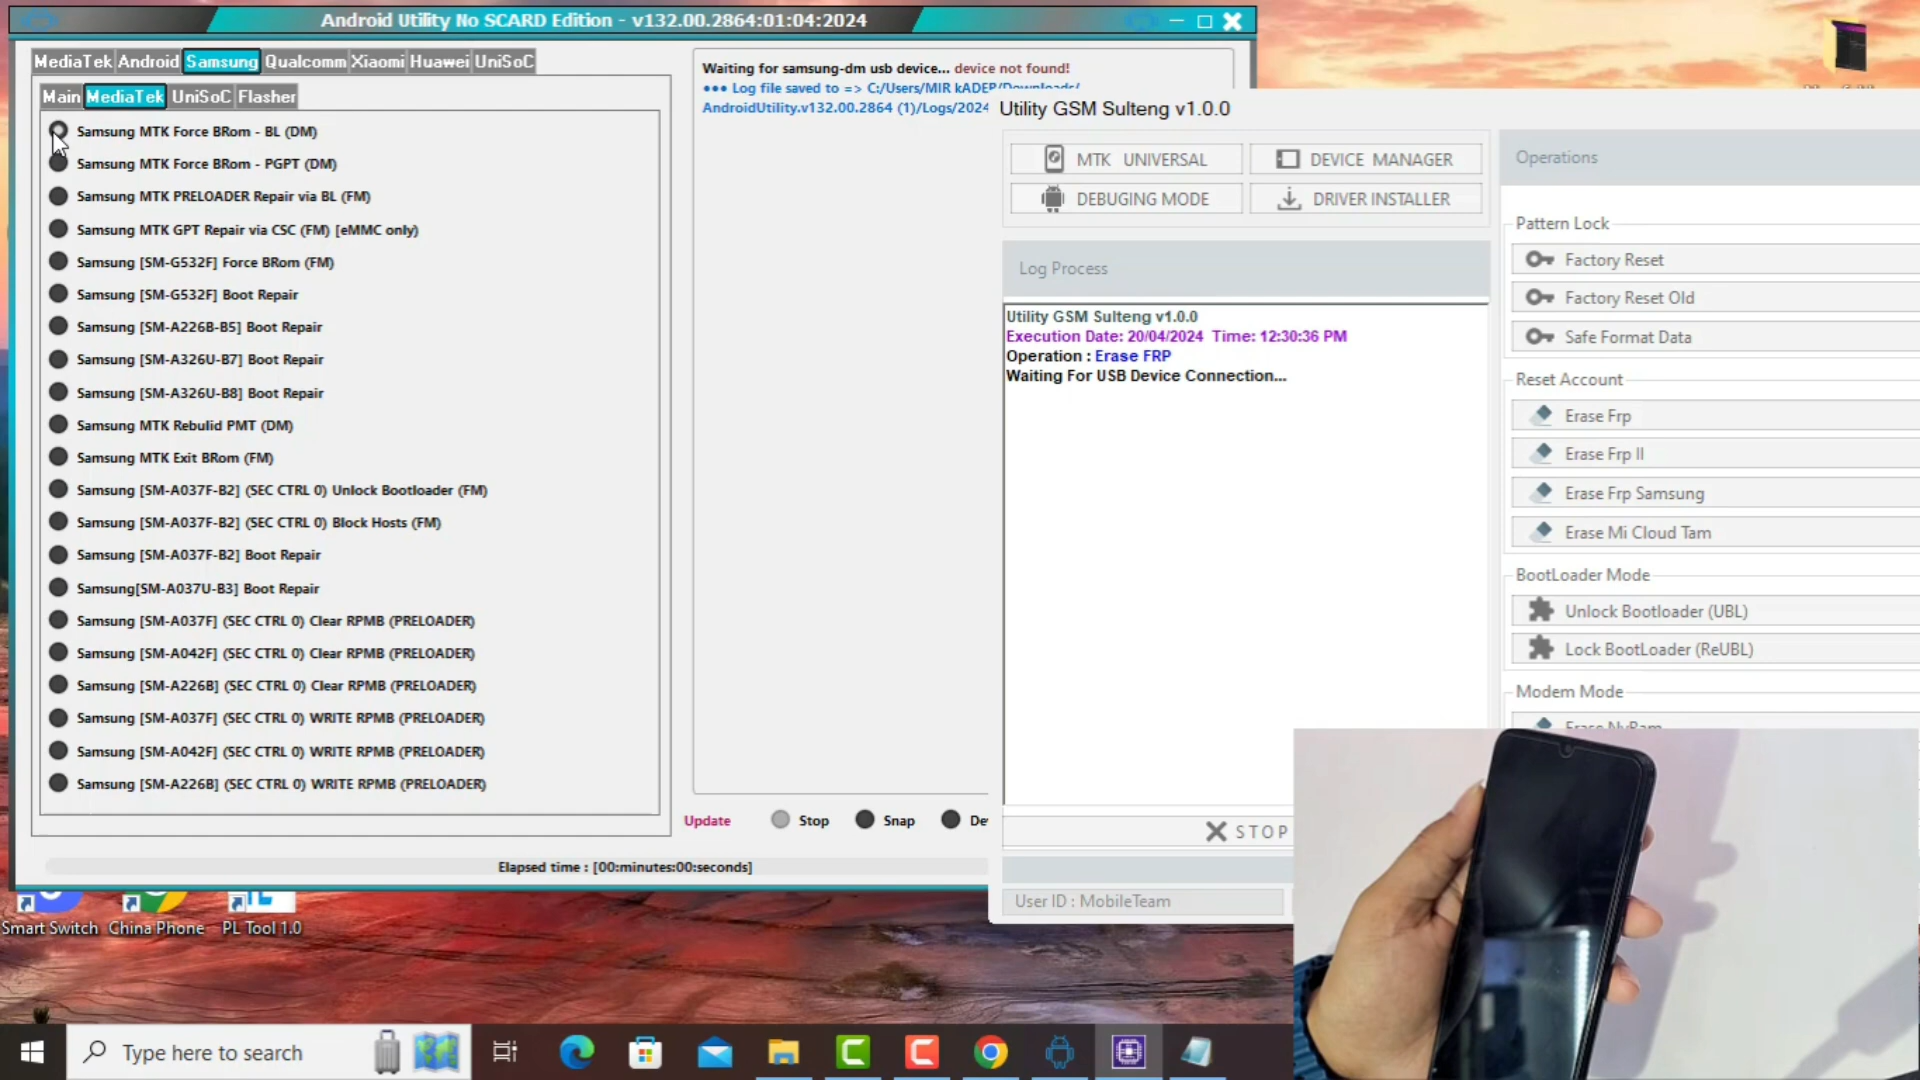 Android Utility No SCARD Edition - v132.00.2864:01:04:2024
MediaTek Android Samsung Qualcomm Xiaomi Huawei UniSoC
Main MediaTek UniSoC Flasher
Samsung MTK Force BRom - BL (DM)
Samsung MTK Force BRom - PGPT (DM)
Samsung MTK PRELOADER Repair via BL (FM)
Samsung MTK GPT Repair via CSC (FM) [eMMC only)
Samsung [SM-G532F] Force BRom (FM)
Samsung [SM-G532F] Boot Repair
Samsung [SM-A226B-B5] Boot Repair
Samsung [SM-A326U-B7] Boot Repair
Samsung [SM-A326U-B8] Boot Repair
Samsung MTK Rebulid PMT (DM)
Samsung MTK Exit BRom (FM)
Samsung [SM-A037F-B2] (SEC CTRL 0) Unlock Bootloader (FM)
Samsung [SM-A037F-B2] (SEC CTRL 0) Block Hosts (FM)
Samsung [SM-A037F-B2] Boot Repair
Samsung[SM-A037U-B3] Boot Repair
Samsung [SM-A037F] (SEC CTRL 0) Clear RPMB (PRELOADER)
Samsung [SM-A042F] (SEC CTRL 0) Clear RPMB (PRELOADER)
Samsung [SM-A226B] (SEC CTRL 0) Clear RPMB (PRELOADER)
Samsung [SM-A037F] (SEC CTRL 0) WRITE RPMB (PRELOADER)
Samsung [SM-A042F] (SEC CTRL 0) WRITE RPMB (PRELOADER)
Samsung [SM-A226B] (SEC CTRL 0) WRITE RPMB (PRELOADER)
Waiting for samsung-dm usb device... device not found!
••• Log file saved to => C:/Users/MIR kADER/Downloads/
AndroidUtility.v132.00.2864 (1)/Logs/2024
Update Stop Snap De
Elapsed time : [00:minutes:00:seconds]
Utility GSM Sulteng v1.0.0
MTK UNIVERSAL DEVICE MANAGER
DEBUGING MODE DRIVER INSTALLER
Log Process
Utility GSM Sulteng v1.0.0
Execution Date: 20/04/2024 Time: 12:30:36 PM
Operation : Erase FRP
Waiting For USB Device Connection...
STOP
User ID : MobileTeam
Operations
Pattern Lock
Factory Reset
Factory Reset Old
Safe Format Data
Reset Account
Erase Frp
Erase Frp II
Erase Frp Samsung
Erase Mi Cloud Tam
BootLoader Mode
Unlock Bootloader (UBL)
Lock BootLoader (ReUBL)
Modem Mode
Smart Switch China Phone PL Tool 1.0
Type here to search